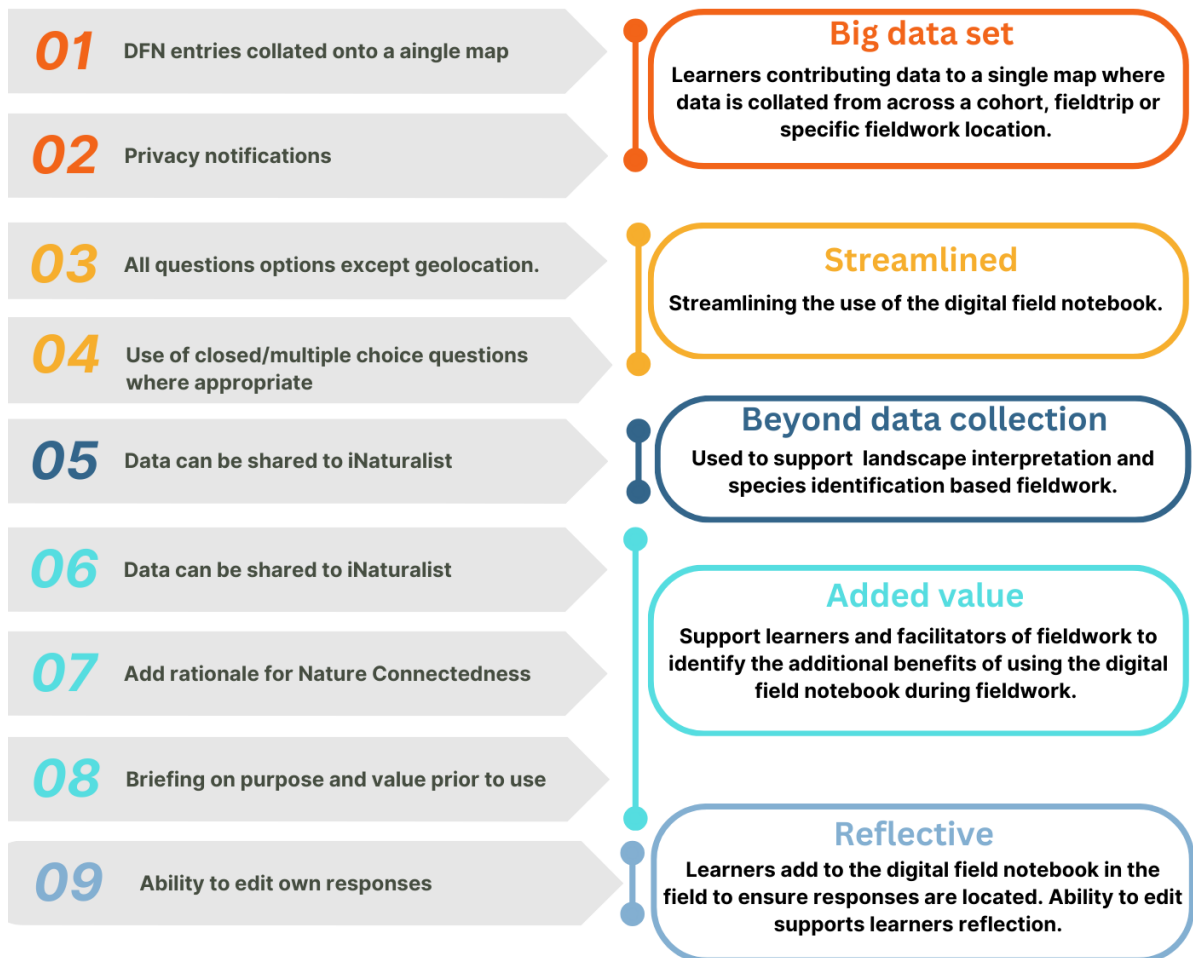 01
DFN entries collated onto a aingle map
02
Privacy notifications
Big data set
Learners contributing data to a single map where
data is collated from across a cohort, fieldtrip or
specific fieldwork location.
03
All questions options except geolocation.
04
Use of closed/multiple choice questions
where appropriate
Streamlined
Streamlining the use of the digital field notebook.
05
Data can be shared to iNaturalist
Beyond data collection
Used to support landscape interpretation and
species identification based fieldwork.
06
Data can be shared to iNaturalist
07
Add rationale for Nature Connectedness
08
Briefing on purpose and value prior to use
Added value
Support learners and facilitators of fieldwork to
identify the additional benefits of using the digital
field notebook during fieldwork.
09
Ability to edit own responses
Reflective
Learners add to the digital field notebook in the
field to ensure responses are located. Ability to edit
supports learners reflection.